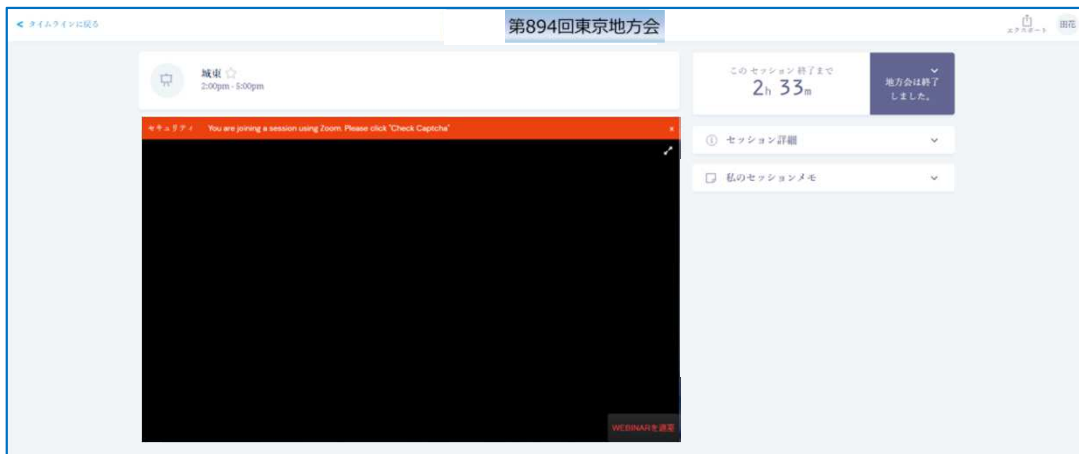 < タイムラインに戻る
第894回東京地方会
エクスポート
田花
城東
2:00pm - 5:00pm
このセッション終了まで
2h 33m
地方会は終了
しました。
セキュリティ You are joining a session using Zoom. Please click "Check Captcha" ×
セッション詳細
私のセッションメモ
WEBINARを退室